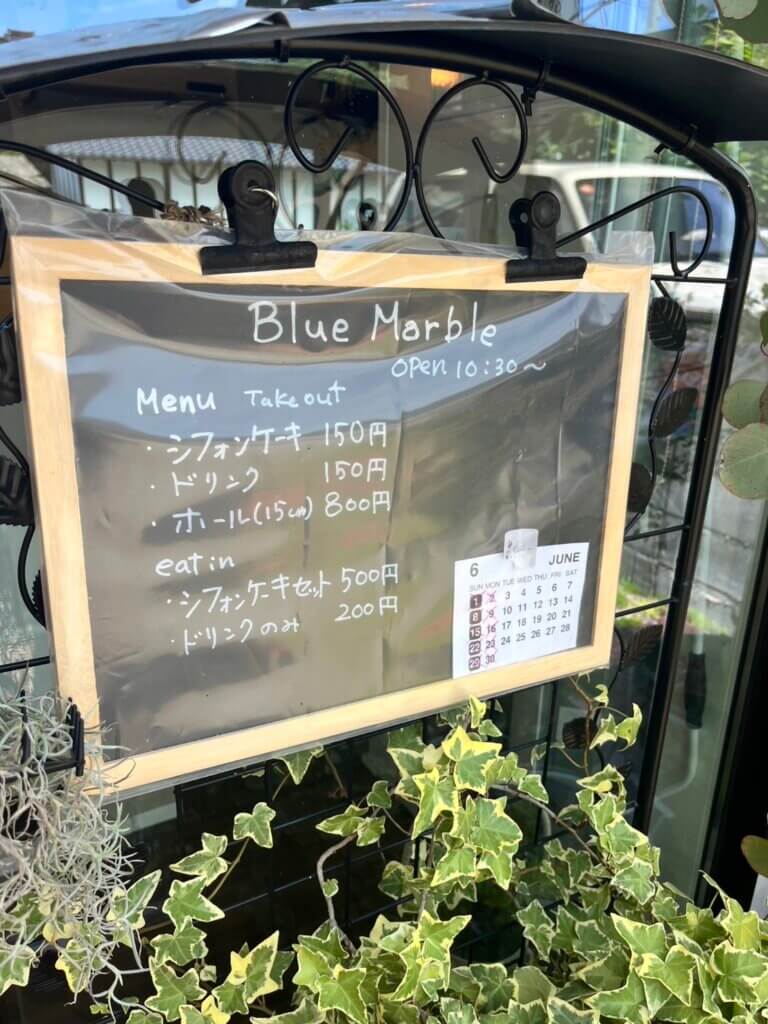 Blue Marble
OPEN 10:30～
Menu Take out
・シフォンケーキ 150円
・ドリンク 150円
・ホール(15cm) 800円
eat in
・シフォンケーキセット 500円
・ドリンクのみ 200円
6 JUNE
SUN MON TUE WED THU FRI SAT
1 2 3 4 5 6 7
8 9 10 11 12 13 14
15 16 17 18 19 20 21
22 23 24 25 26 27 28
29 30